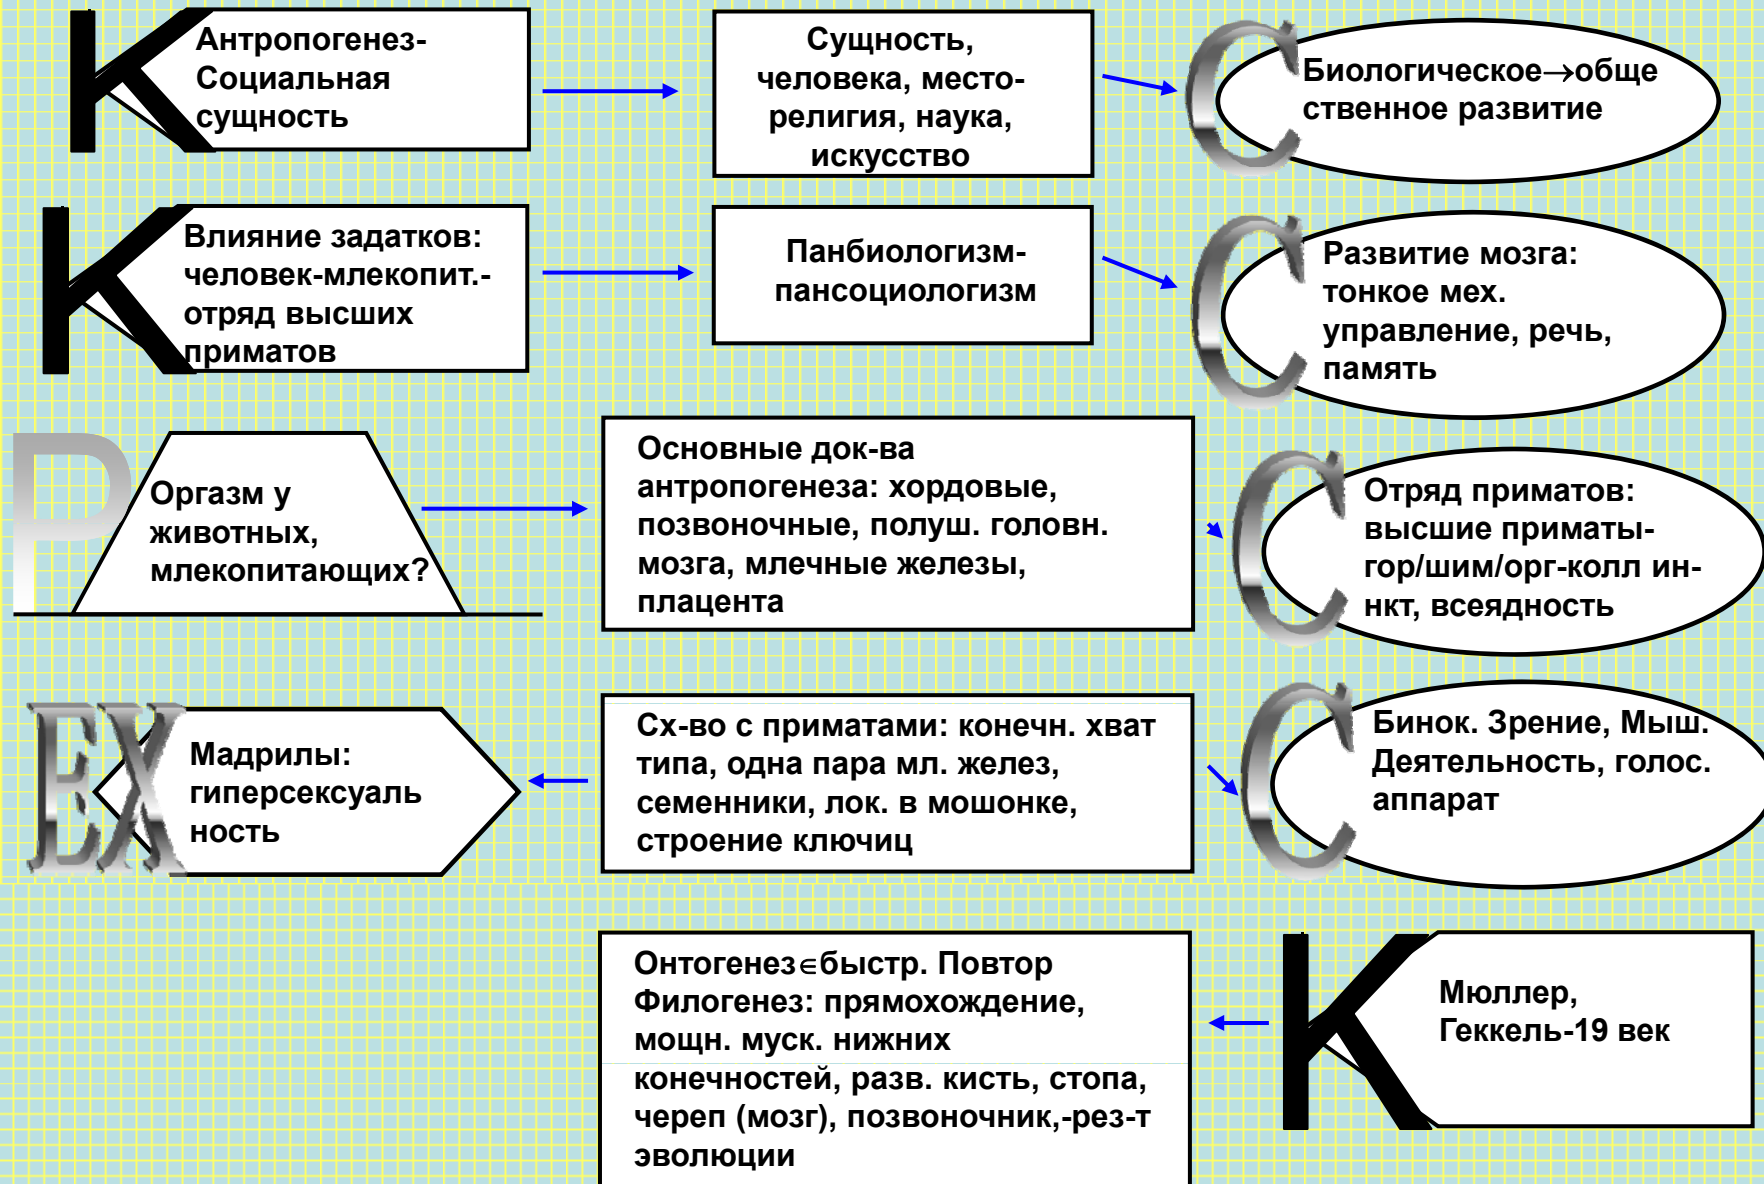 К
Антропогенез-
Социальная
сущность
Сущность,
человека, место-
религия, наука,
искусство
С
Биологическое→обще
ственное развитие
К
Влияние задатков:
человек-млекопит.-
отряд высших
приматов
Панбиологизм-
пансоциологизм
С
Развитие мозга:
тонкое мех.
управление, речь,
память
Р
Оргазм у
животных,
млекопитающих?
Основные док-ва
антропогенеза: хордовые,
позвоночные, полуш. головн.
мозга, млечные железы,
плацента
С
Отряд приматов:
высшие приматы-
гор/шим/орг-колл ин-
нкт, всеядность
EX
Мадрилы:
гиперсексуаль
ность
Сх-во с приматами: конечн. хват
типа, одна пара мл. желез,
семенники, лок. в мошонке,
строение ключиц
С
Бинок. Зрение, Мыш.
Деятельность, голос.
аппарат
Онтогенез∈быстр. Повтор
Филогенез: прямохождение,
мощн. муск. нижних
конечностей, разв. кисть, стопа,
череп (мозг), позвоночник,-рез-т
эволюции
К
Мюллер,
Геккель-19 век